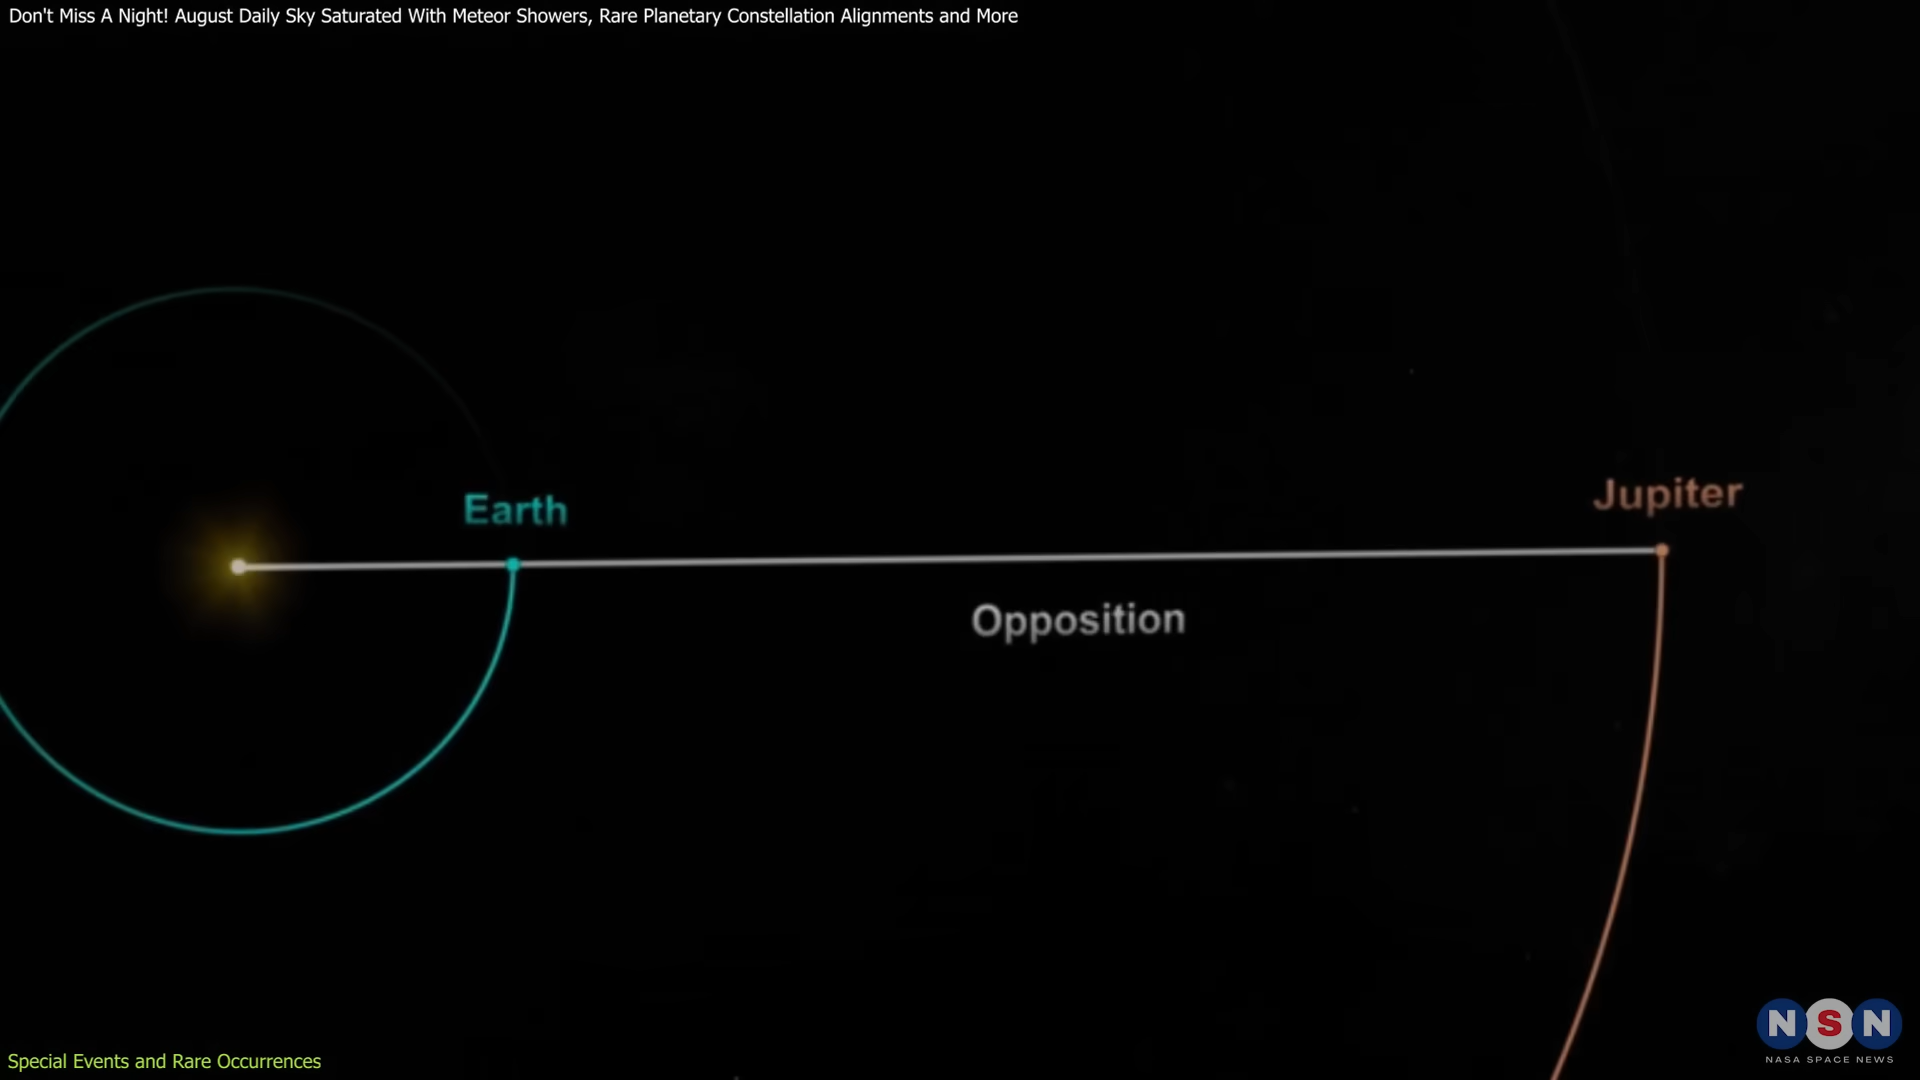 Don't Miss A Night! August Daily Sky Saturated With Meteor Showers, Rare Planetary Constellation Alignments and More
Earth
Jupiter
Opposition
Special Events and Rare Occurrences
NSN
NASA SPACE NEWS